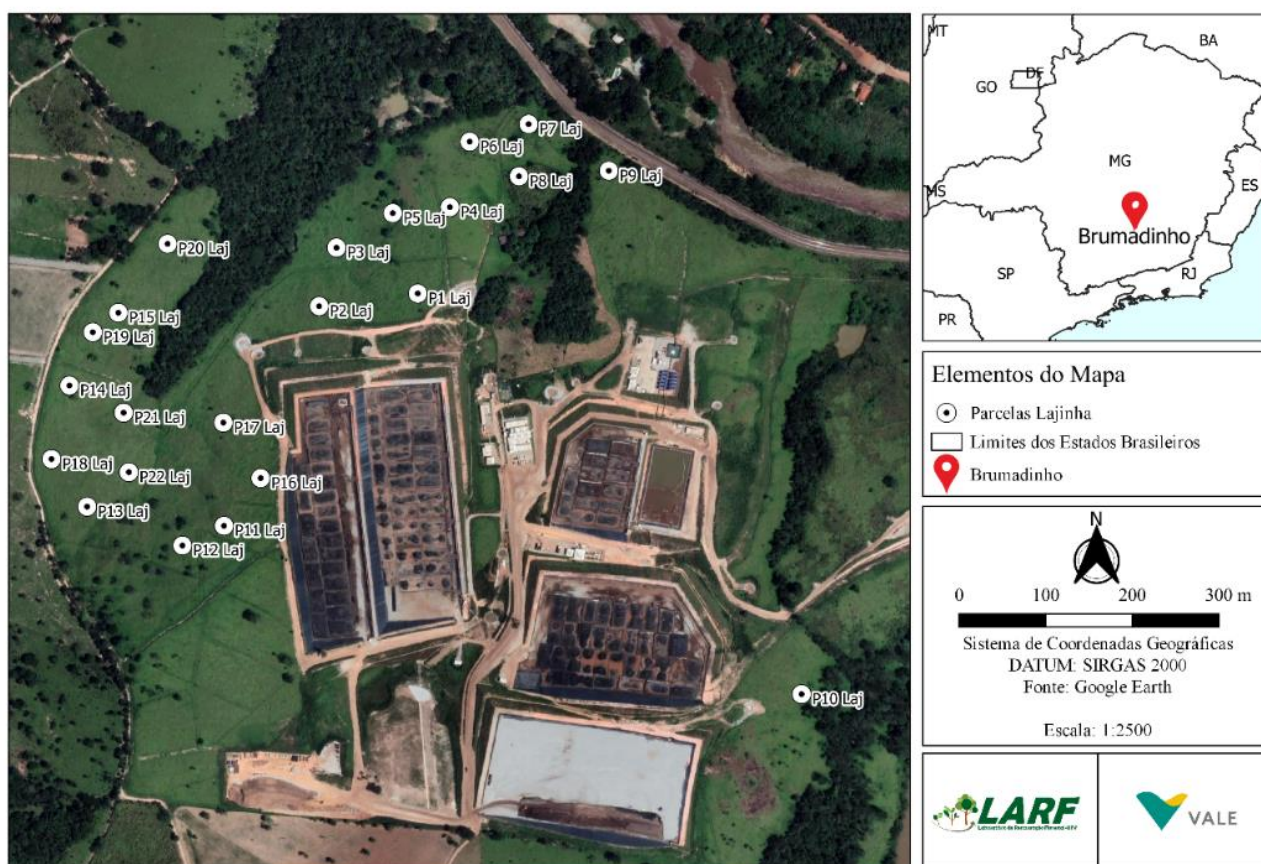 P7 Laj
P6 Laj
P9 Laj
P8 Laj
P4 Laj
P5 Laj
P20 Laj
P3 Laj
P1 Laj
P2 Laj
P15 Laj
P19 Laj
P14 Laj
P21 Laj
P17 Laj
P18 Laj
P22 Laj
P16 Laj
P13 Laj
P11 Laj
P12 Laj
P10 Laj
MT
BA
DF
GO
MG
MS
ES
Brumadinho
SP
RJ
PR
Elementos do Mapa
Parcelas Lajinha
Limites dos Estados Brasileiros
Brumadinho
N
0 100 200 300 m
Sistema de Coordenadas Geográficas
DATUM: SIRGAS 2000
Fonte: Google Earth
Escala: 1:2500
LARF
VALE